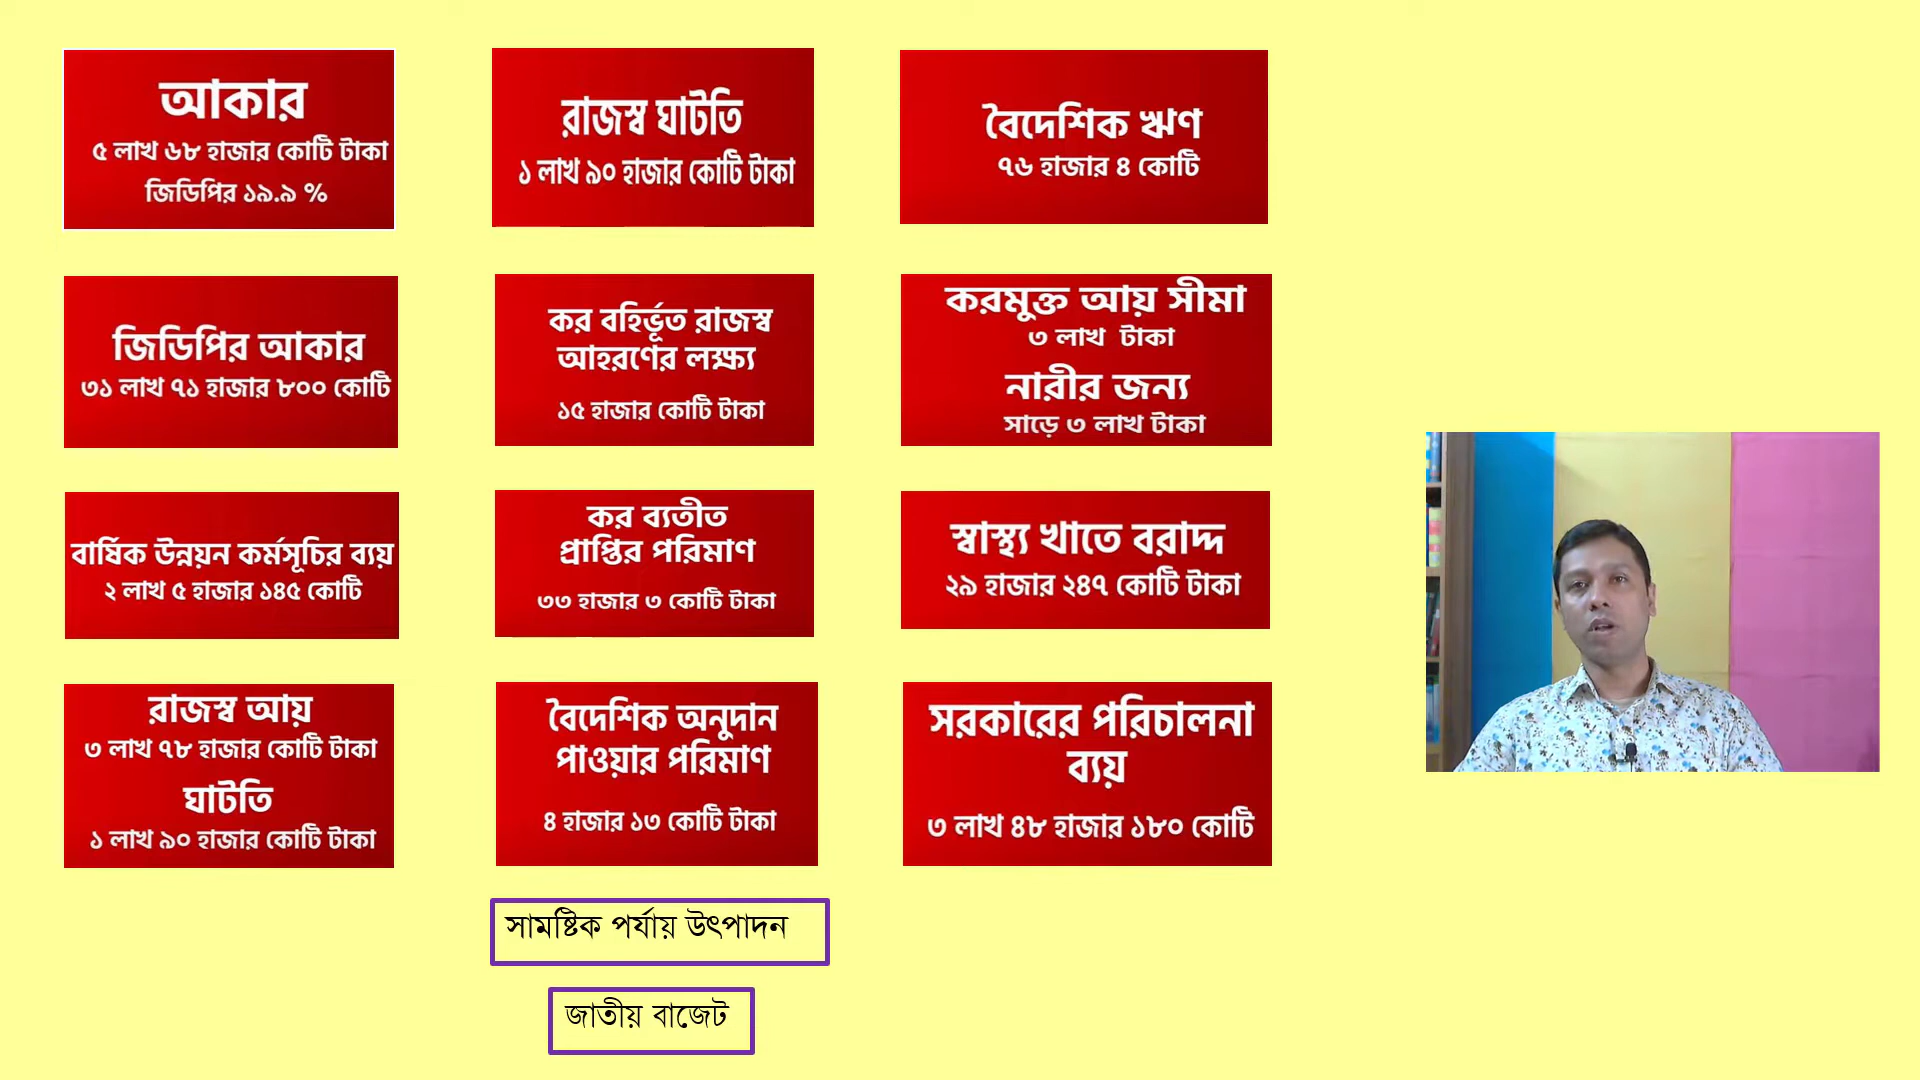 আকার
৫ লাখ ৬৮ হাজার কোটি টাকা
জিডিপির ১৯.৯ %
রাজস্ব ঘাটতি
১ লাখ ৯০ হাজার কোটি টাকা
বৈদেশিক ঋণ
৭৬ হাজার ৪ কোটি
জিডিপির আকার
৩১ লাখ ৭১ হাজার ৮০০ কোটি
কর বহির্ভূত রাজস্ব
আহরণের লক্ষ্য
১৫ হাজার কোটি টাকা
করমুক্ত আয় সীমা
৩ লাখ টাকা
নারীর জন্য
সাড়ে ৩ লাখ টাকা
বার্ষিক উন্নয়ন কর্মসূচির ব্যয়
২ লাখ ৫ হাজার ১৪৫ কোটি
কর ব্যতীত
প্রাপ্তির পরিমাণ
৩৩ হাজার ৩ কোটি টাকা
স্বাস্থ্য খাতে বরাদ্দ
২৯ হাজার ২৪৭ কোটি টাকা
রাজস্ব আয়
৩ লাখ ৭৮ হাজার কোটি টাকা
ঘাটতি
১ লাখ ৯০ হাজার কোটি টাকা
বৈদেশিক অনুদান
পাওয়ার পরিমাণ
৪ হাজার ১৩ কোটি টাকা
সরকারের পরিচালনা
ব্যয়
৩ লাখ ৪৮ হাজার ১৮০ কোটি
সামষ্টিক পর্যায় উৎপাদন
জাতীয় বাজেট